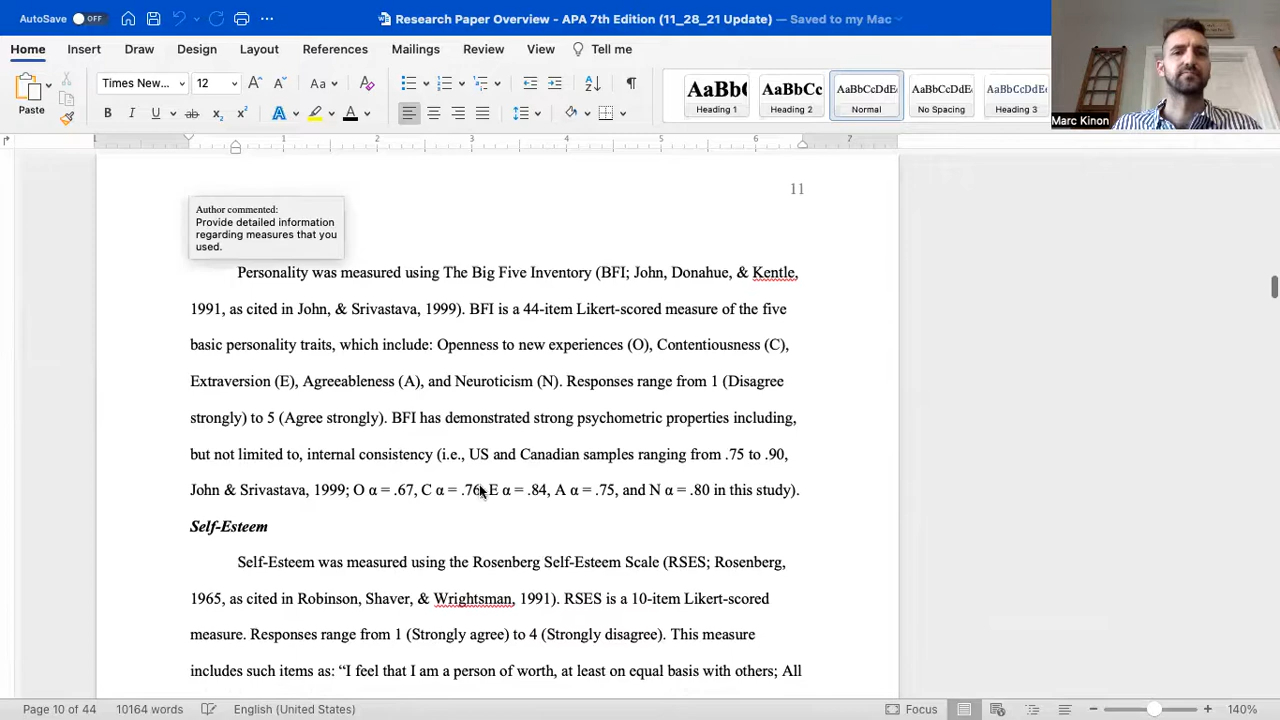 AutoSave OFF Research Paper Overview - APA 7th Edition (11_28_21 Update) — Saved to my Mac
Home Insert Draw Design Layout References Mailings Review View Tell me
Times New... 12
Paste
AaBbC AaBbCc AaBbCcDdE AaBbCcDdE AaBbCcDdE
Heading 1 Heading 2 Normal No Spacing Heading 3
Marc Kinon
1 2 3 4 5 6 7
11
Author commented:
Provide detailed information
regarding measures that you
used.
Personality was measured using The Big Five Inventory (BFI; John, Donahue, & Kentle,
1991, as cited in John, & Srivastava, 1999). BFI is a 44-item Likert-scored measure of the five
basic personality traits, which include: Openness to new experiences (O), Contentiousness (C),
Extraversion (E), Agreeableness (A), and Neuroticism (N). Responses range from 1 (Disagree
strongly) to 5 (Agree strongly). BFI has demonstrated strong psychometric properties including,
but not limited to, internal consistency (i.e., US and Canadian samples ranging from .75 to .90,
John & Srivastava, 1999; O α = .67, C α = .76, E α = .84, A α = .75, and N α = .80 in this study).
Self-Esteem
Self-Esteem was measured using the Rosenberg Self-Esteem Scale (RSES; Rosenberg,
1965, as cited in Robinson, Shaver, & Wrightsman, 1991). RSES is a 10-item Likert-scored
measure. Responses range from 1 (Strongly agree) to 4 (Strongly disagree). This measure
includes such items as: “I feel that I am a person of worth, at least on equal basis with others; All
Page 10 of 44 10164 words English (United States) Focus 140%